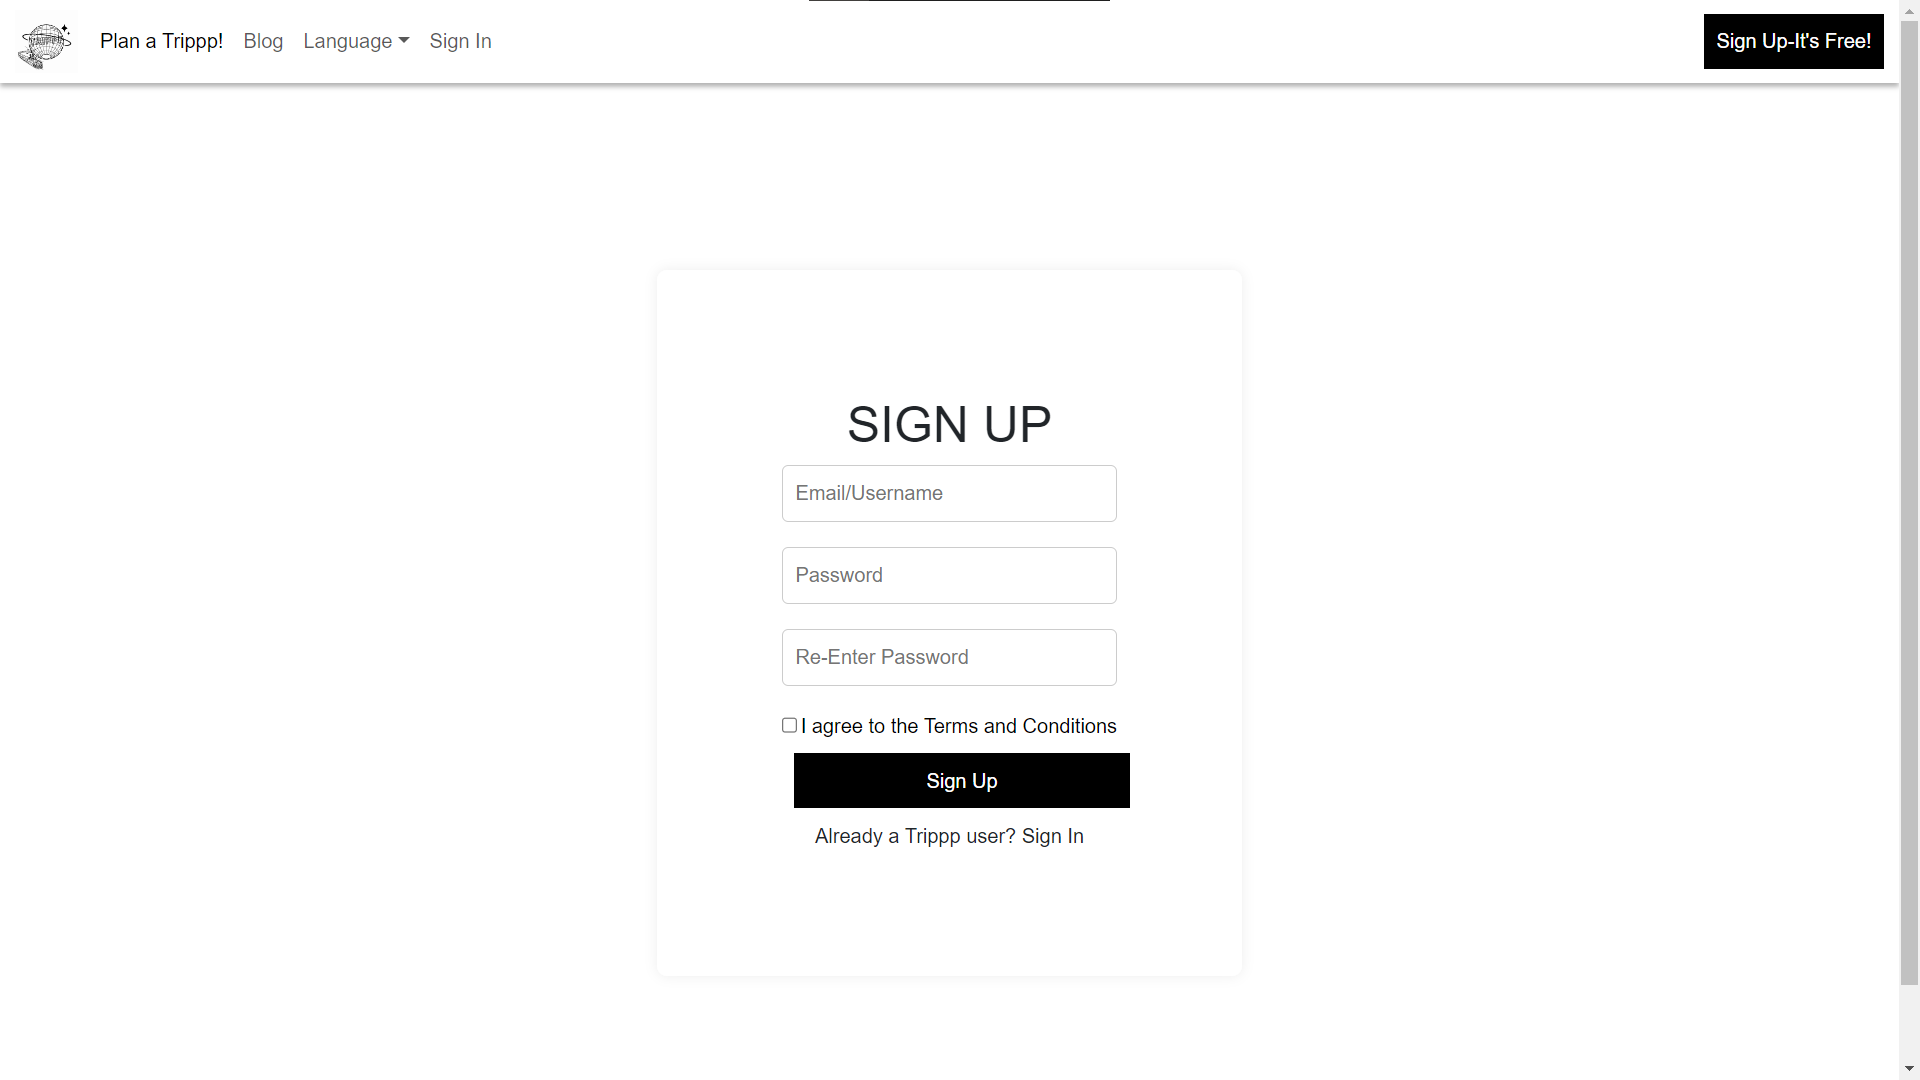 Plan a Trippp! Blog Language Sign In Sign Up-It's Free!
SIGN UP
Email/Username
Password
Re-Enter Password
I agree to the Terms and Conditions
Sign Up
Already a Trippp user? Sign In